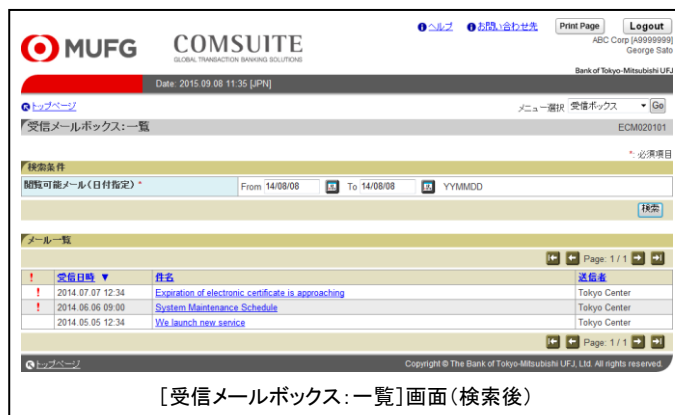 ヘルプ お問い合わせ先 Print Page Logout
MUFG COMSUITE
GLOBAL TRANSACTION BANKING SOLUTIONS
ABC Corp [A9999999]
George Sato
Bank of Tokyo-Mitsubishi UFJ
Date: 2015.09.08 11:35 [JPN]
トップページ メニュー選択 受信ボックス Go
受信メールボックス:一覧 ECM020101
*: 必須項目
検索条件
閲覧可能メール(日付指定) * From 14/08/08 To 14/08/08 YYMMDD
検索
メール一覧
Page: 1 / 1
! 受信日時 ▼ 件名 送信者
! 2014.07.07 12:34 Expiration of electronic certificate is approaching Tokyo Center
! 2014.06.06 09:00 System Maintenance Schedule Tokyo Center
2014.05.05 12:34 We launch new service Tokyo Center
Page: 1 / 1
トップページ Copyright © The Bank of Tokyo-Mitsubishi UFJ, Ltd. All rights reserved.
[受信メールボックス:一覧]画面(検索後)